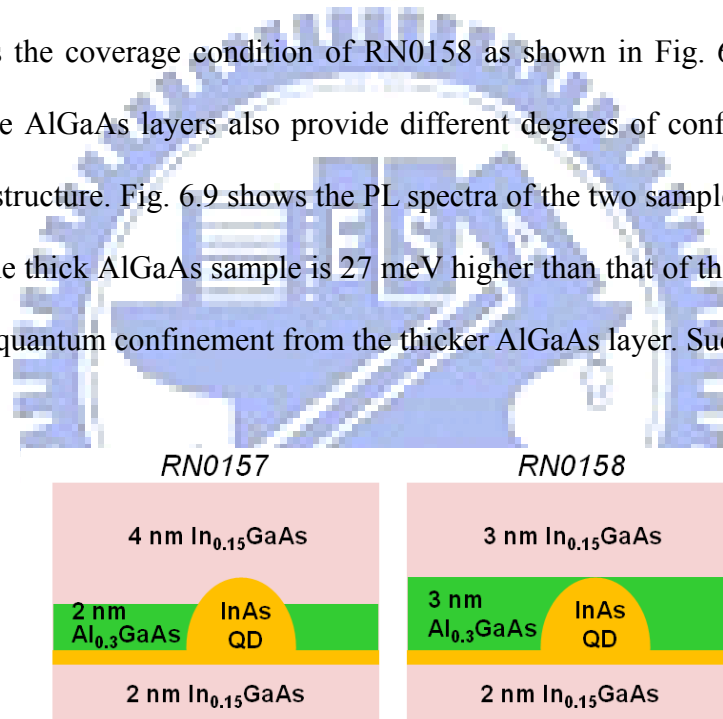 s the coverage condition of RN0158 as shown in Fig. 6
e AlGaAs layers also provide different degrees of conf
structure. Fig. 6.9 shows the PL spectra of the two sample
e thick AlGaAs sample is 27 meV higher than that of th
quantum confinement from the thicker AlGaAs layer. Suc
RN0157 RN0158
4 nm In0.15GaAs 3 nm In0.15GaAs
2 nm Al0.3GaAs InAs QD 3 nm Al0.3GaAs InAs QD
2 nm In0.15GaAs 2 nm In0.15GaAs